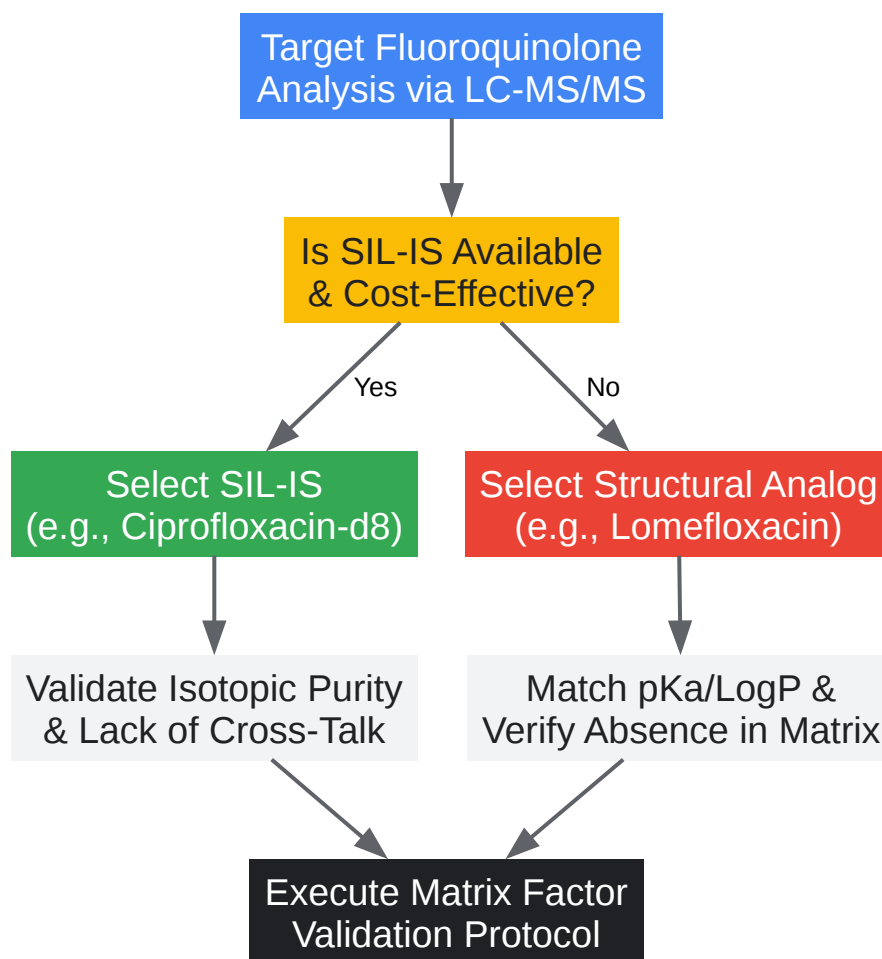 Target Fluoroquinolone
Analysis via LC-MS/MS
Is SIL-IS Available
& Cost-Effective?
Yes
No
Select SIL-IS
(e.g., Ciprofloxacin-d8)
Select Structural Analog
(e.g., Lomefloxacin)
Validate Isotopic Purity
& Lack of Cross-Talk
Match pKa/LogP &
Verify Absence in Matrix
Execute Matrix Factor
Validation Protocol